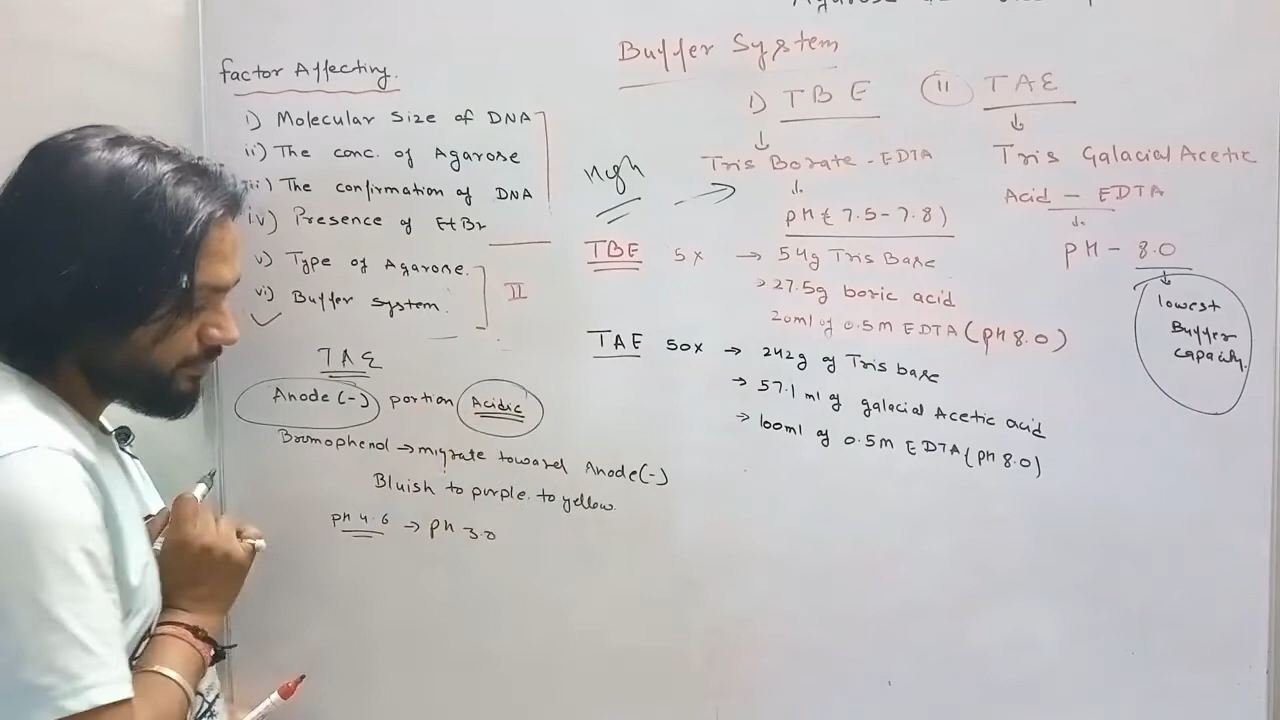 Buffer System
factor Affecting.
i) Molecular Size of DNA
ii) The conc. of Agarose
iii) The confirmation of DNA
iv) Presence of EtBr
v) Type of Agarose.
vi) Buffer system.
II
TAE
Anode (-) portion Acidic
Bromophenol → migrate toward Anode (-)
Bluish to purple. to yellow.
pH 4.6 → pH 3.0
i) TBE
Tris Borate - EDTA
High
pH (7.5 - 7.8)
TBE 5x → 54g Tris Base
→ 27.5g boric acid
20ml of 0.5M EDTA (pH 8.0)
TAE 50x → 242g of Tris base
→ 57.1 ml of galacial Acetic acid
→ 100ml of 0.5M EDTA (pH 8.0)
ii TAE
Tris Galacial Acetic
Acid - EDTA
pH - 8.0
lowest
Buffer
capacity.